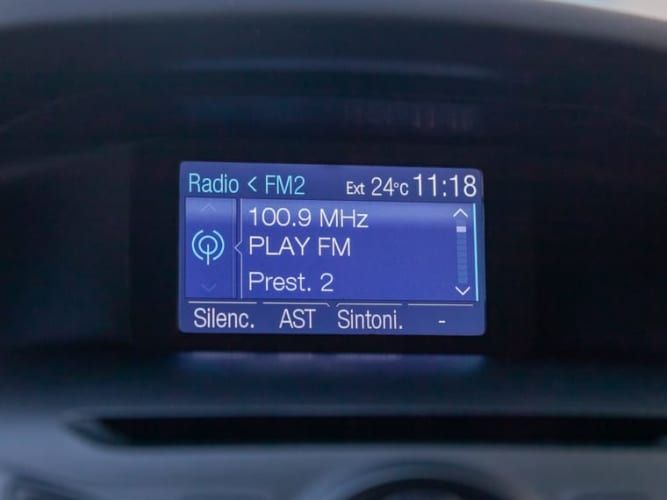 Radio < FM2 Ext 24°C 11:18
100.9 MHz
PLAY FM
Prest. 2
Silenc. AST Sintoni. -